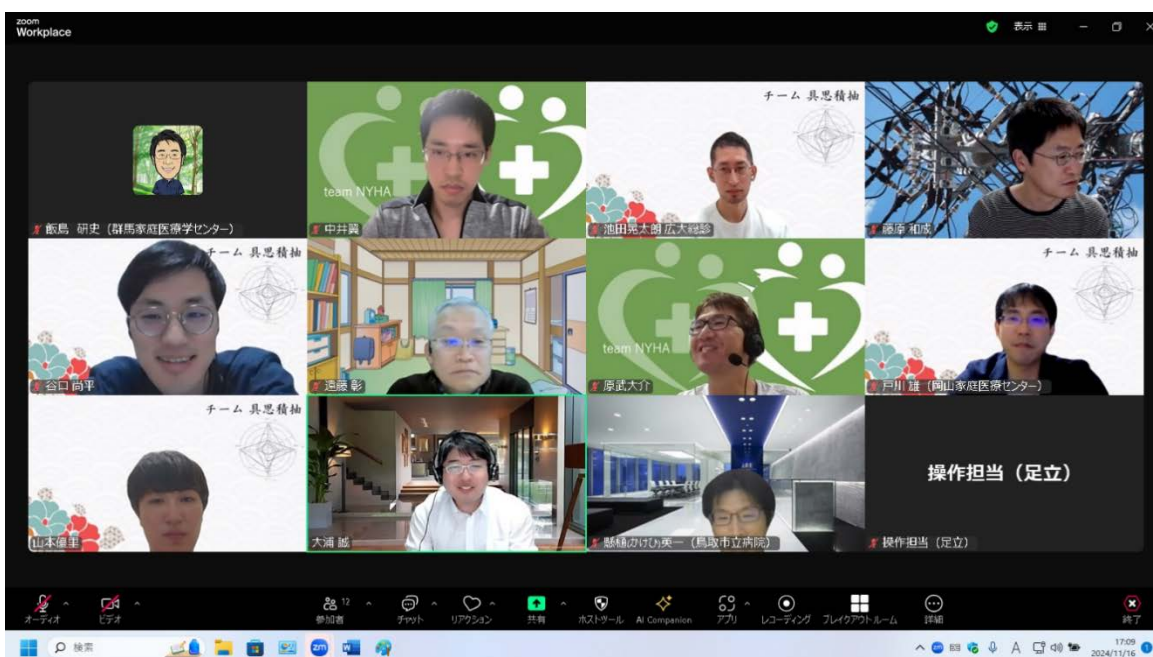 zoom
Workplace
表示
チーム 具思積抽
team NYHA
飯島 研史（群馬家庭医療学センター）
中井翼
池田晃太朗 広大総診
藤原 和成
チーム 具思積抽
チーム 具思積抽
team NYHA
谷口 尚平
遠藤 彰
原武大介
戸川 雄（岡山家庭医療センター）
チーム 具思積抽
操作担当（足立）
山本優里
大浦 誠
懸樋(かけひ)英一（鳥取市立病院）
操作担当（足立）
オーディオ
ビデオ
12
参加者
チャット
リアクション
共有
ホストツール
AI Companion
アプリ
レコーディング
ブレイクアウトルーム
詳細
終了
検索
zm
W
A
17:09
2024/11/16